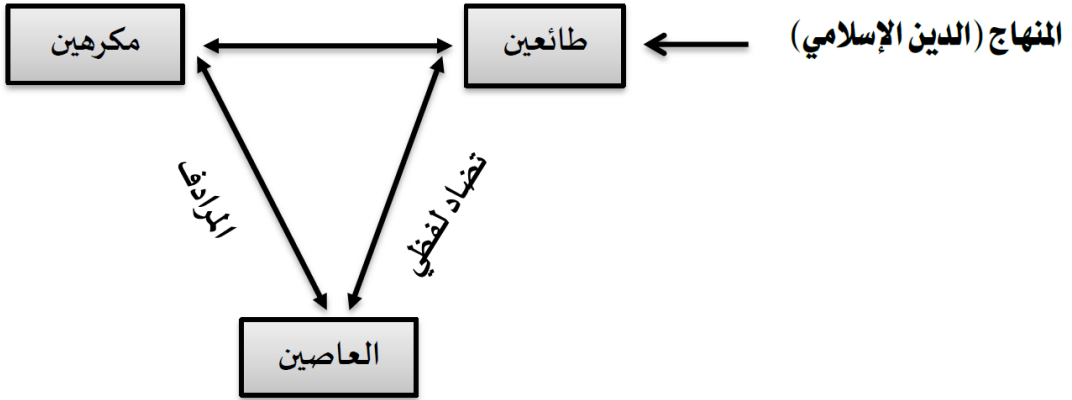 المنهاج (الدين الإسلامي)
طائعين
مكرهين
تضاد لفظي
المرادف
العاصين